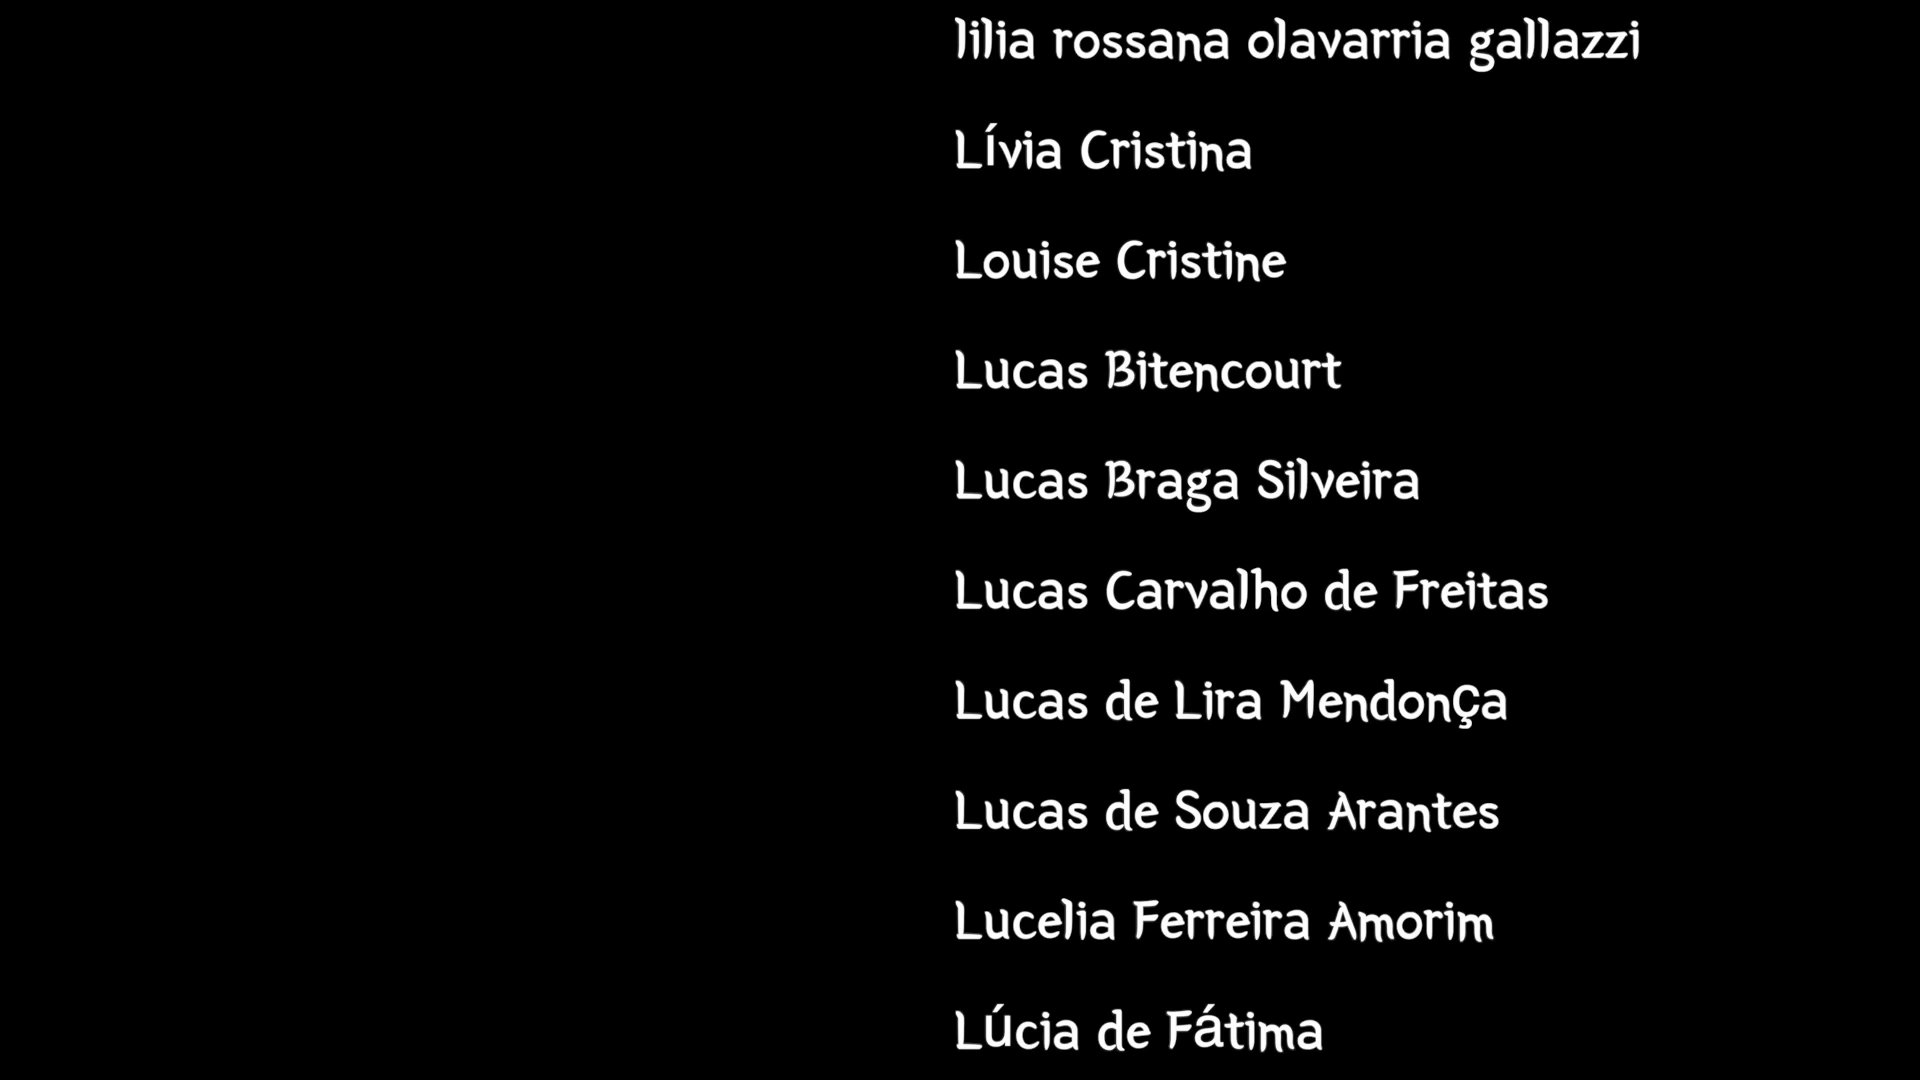 lilia rossana olavarria gallazzi
Lívia Cristina
Louise Cristine
Lucas Bitencourt
Lucas Braga Silveira
Lucas Carvalho de Freitas
Lucas de Lira Mendonça
Lucas de Souza Arantes
Lucelia Ferreira Amorim
Lúcia de Fátima